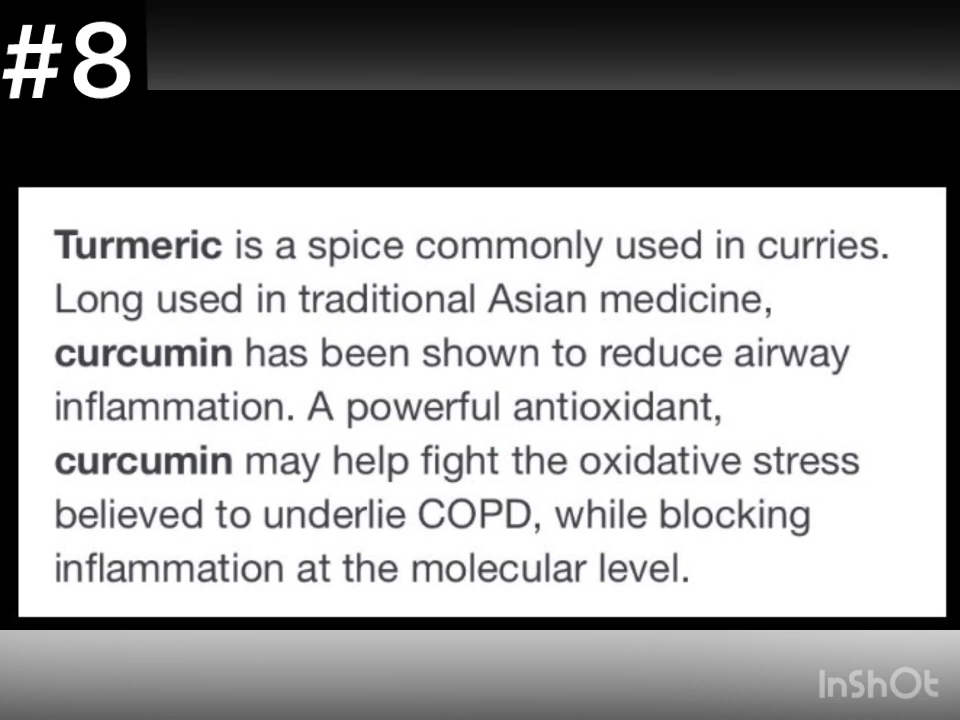 #8
Turmeric is a spice commonly used in curries.
Long used in traditional Asian medicine,
curcumin has been shown to reduce airway
inflammation. A powerful antioxidant,
curcumin may help fight the oxidative stress
believed to underlie COPD, while blocking
inflammation at the molecular level.
InShOt